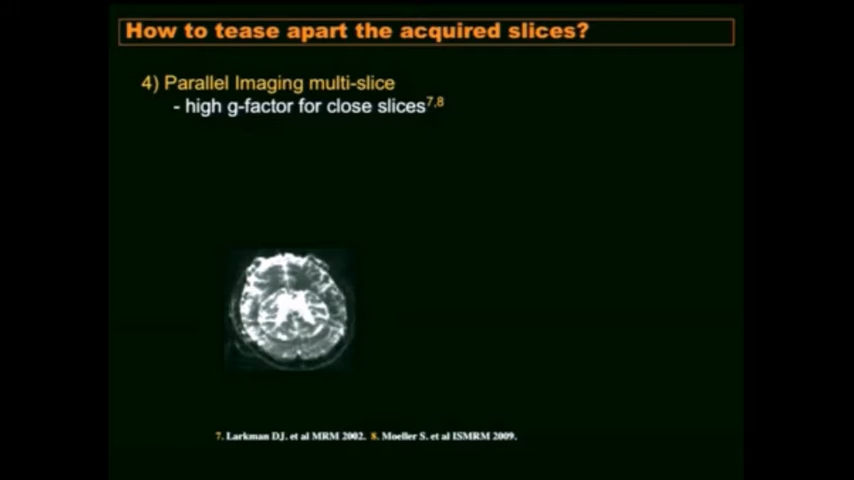 How to tease apart the acquired slices?
4) Parallel Imaging multi-slice
- high g-factor for close slices7,8
7. Larkman DJ. et al MRM 2002. 8. Moeller S. et al ISMRM 2009.